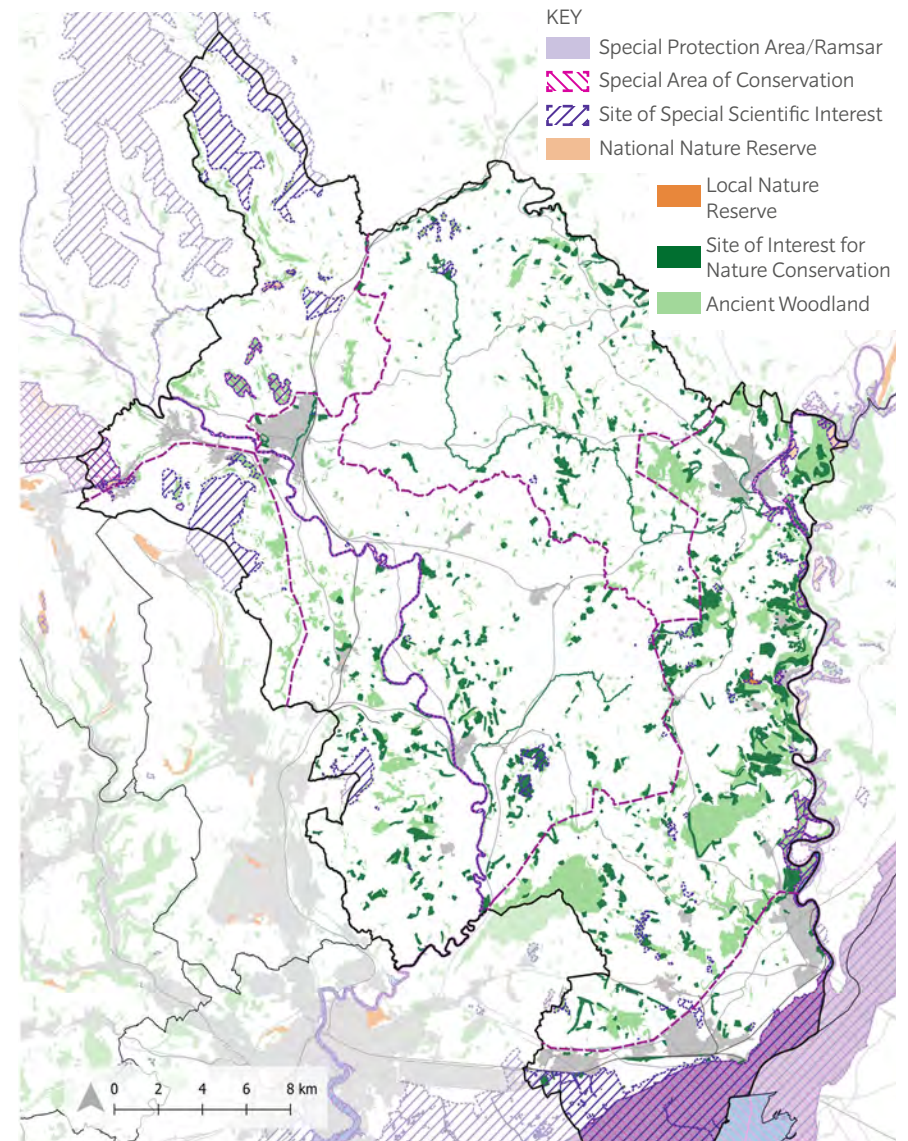 KEY
Special Protection Area/Ramsar
Special Area of Conservation
Site of Special Scientific Interest
National Nature Reserve
Local Nature
Reserve
Site of Interest for
Nature Conservation
Ancient Woodland
0 2 4 6 8 km